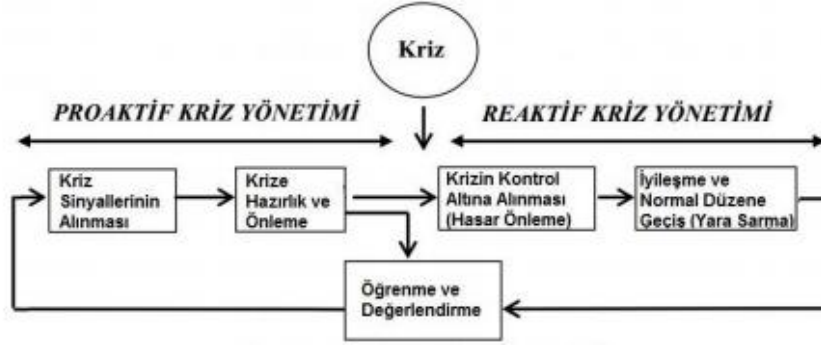 Kriz
PROAKTİF KRİZ YÖNETİMİ
REAKTİF KRİZ YÖNETİMİ
Kriz
Sinyallerinin
Alınması
Krize
Hazırlık ve
Önleme
Krizin Kontrol
Altına Alınması
(Hasar Önleme)
İyileşme ve
Normal Düzene
Geçiş (Yara Sarma)
Öğrenme ve
Değerlendirme